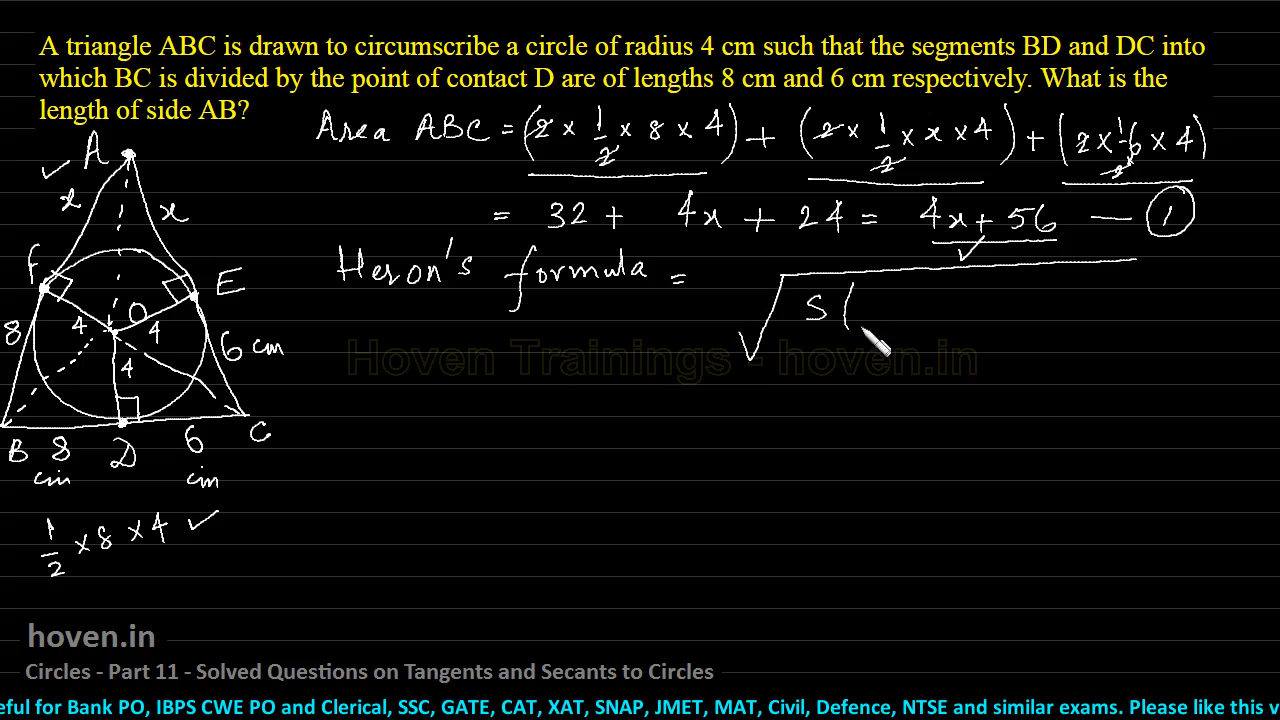 A triangle ABC is drawn to circumscribe a circle of radius 4 cm such that the segments BD and DC into
which BC is divided by the point of contact D are of lengths 8 cm and 6 cm respectively. What is the
length of side AB?
Area ABC = (2 × 1/2 × 8 × 4) + (2 × 1/2 × x × 4) + (2 × 1/2 6 × 4)
= 32 + 4x + 24 = 4x + 56 — 1
Heron's formula = √ S (
A
x x
F E
O
4 4
8 6 cm
4
B 8 D 6 C
cm cm
1/2 × 8 × 4 ✓
Hoven Trainings - hoven.in
hoven.in
Circles - Part 11 - Solved Questions on Tangents and Secants to Circles
eful for Bank PO, IBPS CWE PO and Clerical, SSC, GATE, CAT, XAT, SNAP, JMET, MAT, Civil, Defence, NTSE and similar exams. Please like this v